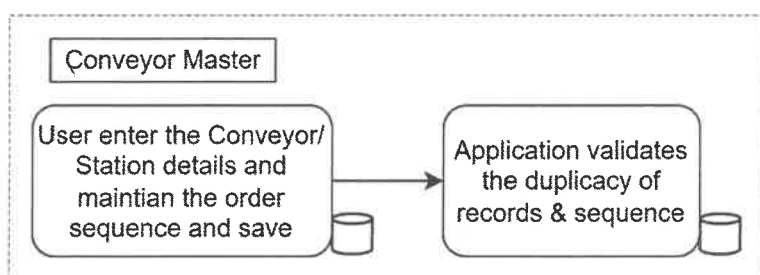 Conveyor Master
User enter the Conveyor/
Station details and
maintian the order
sequence and save
Application validates
the duplicacy of
records & sequence